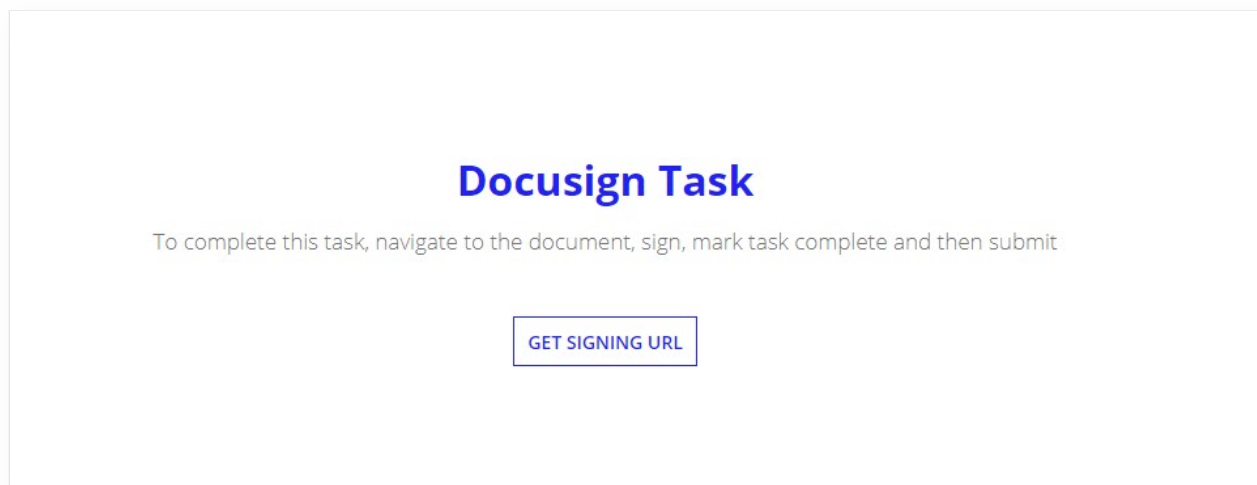 Docusign Task
To complete this task, navigate to the document, sign, mark task complete and then submit
GET SIGNING URL